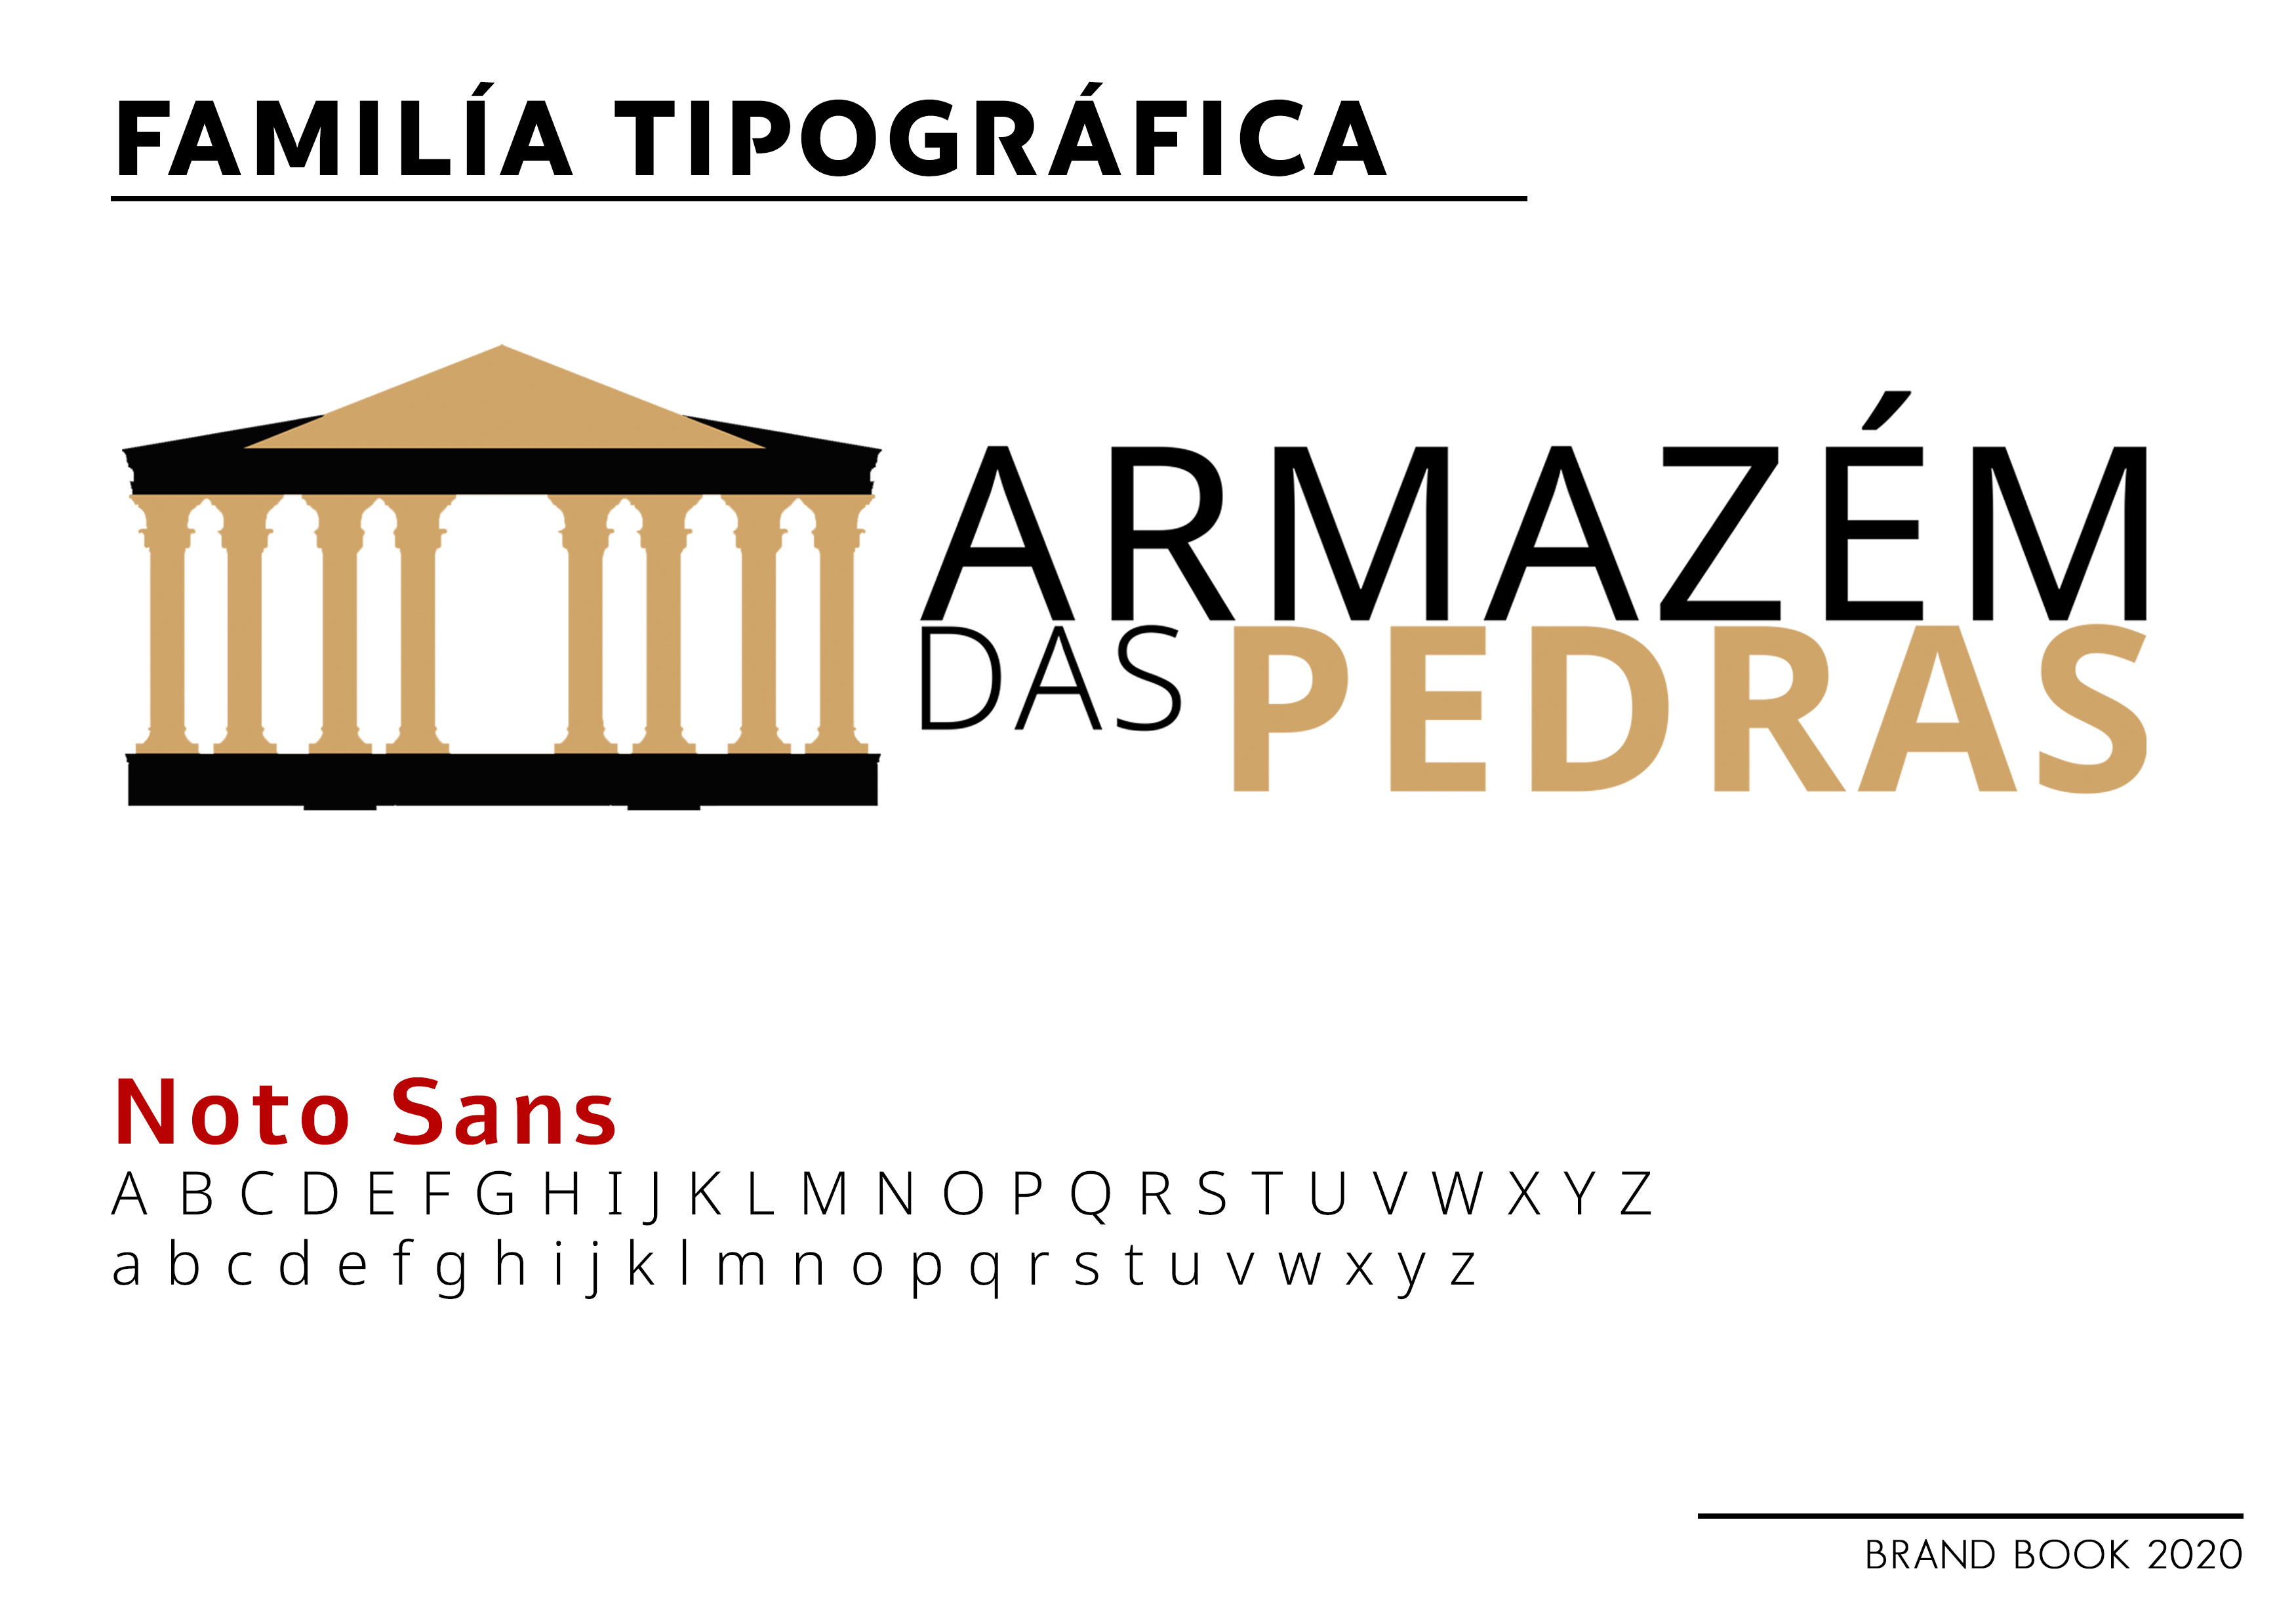 FAMILÍA TIPOGRÁFICA
ARMAZÉM
DAS PEDRAS
Noto Sans
A B C D E F G H I J K L M N O P Q R S T U V W X Y Z
a b c d e f g h i j k l m n o p q r s t u v w x y z
BRAND BOOK 2020